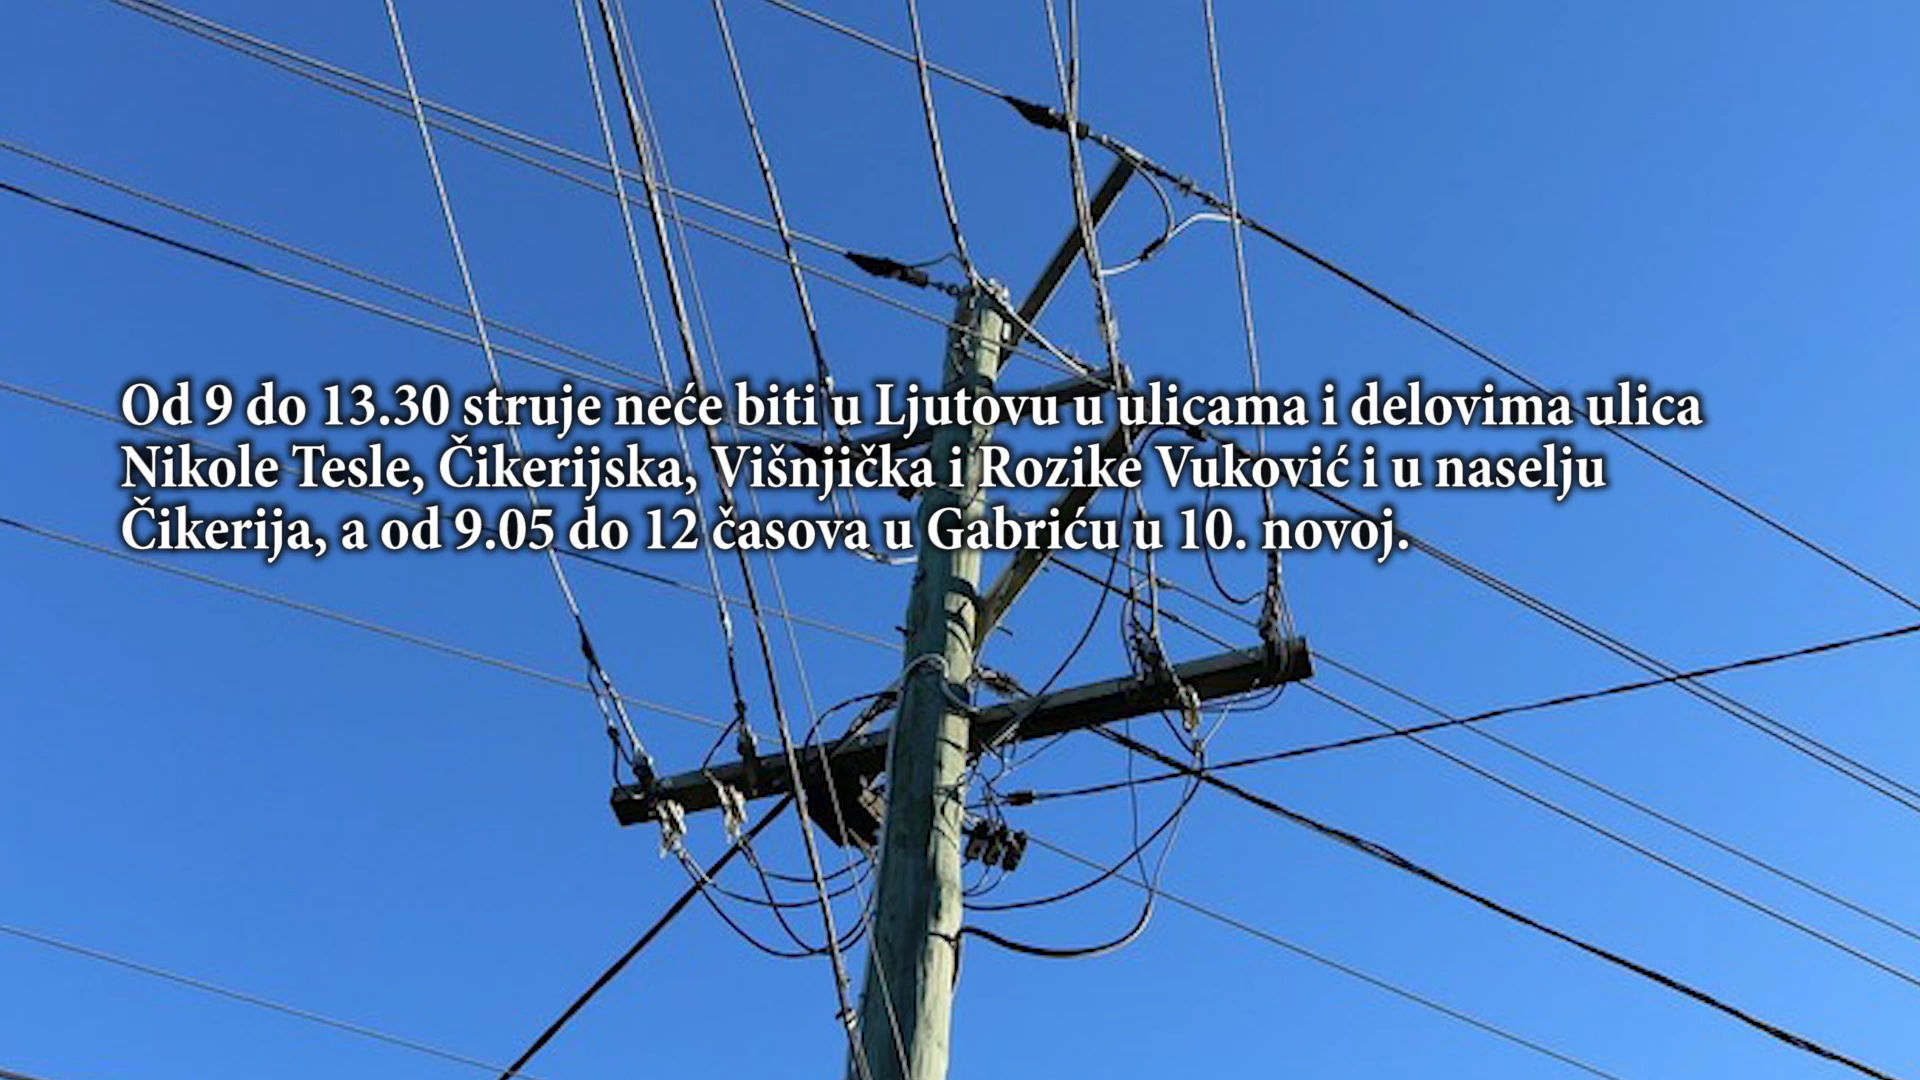 Od 9 do 13.30 struje neće biti u Ljutovu u ulicama i delovima ulica
Nikole Tesle, Čikerijska, Višnjička i Rozike Vuković i u naselju
Čikerija, a od 9.05 do 12 časova u Gabriću u 10. novoj.